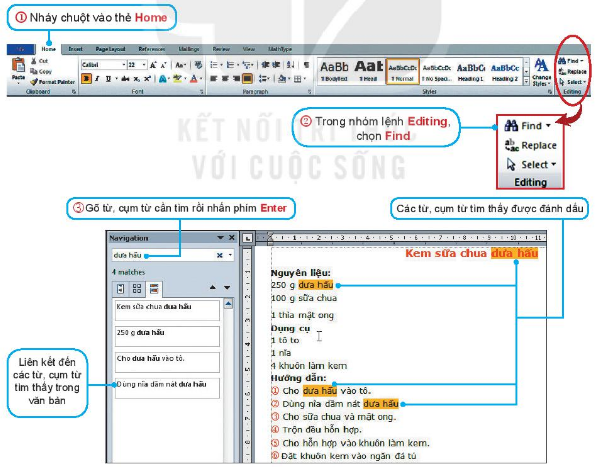 ① Nháy chuột vào thẻ Home
Home Insert Page Layout References Mailings Review View MathType
Paste
Cut
Copy
Format Painter
Clipboard
Calibri 22
Font
Paragraph
AaBb AaBb( AaBbCcDc AaBbCcDc AaBbCc AaBbCcD
¶ Bodytext ¶ Head ¶ Normal ¶ No Spac... Heading 1 Heading 2
Styles
Change
Styles
Find
Replace
Select
Editing
KẾT NỐI TRI THỨC
VỚI CUỘC SỐNG
② Trong nhóm lệnh Editing,
chọn Find
Find
Replace
Select
Editing
③ Gõ từ, cụm từ cần tìm rồi nhấn phím Enter
Các từ, cụm từ tìm thấy được đánh dấu
Navigation
dưa hấu
4 matches
Kem sữa chua dưa hấu
250 g dưa hấu
Cho dưa hấu vào tô.
Dùng nĩa dầm nát dưa hấu
Liên kết đến
các từ, cụm từ
tìm thấy trong
văn bản
Kem sữa chua dưa hấu
Nguyên liệu:
250 g dưa hấu
100 g sữa chua
1 thìa mật ong
Dụng cụ
1 tô to
1 nĩa
4 khuôn làm kem
Hướng dẫn:
① Cho dưa hấu vào tô.
② Dùng nĩa dầm nát dưa hấu
③ Cho sữa chua và mật ong.
④ Trộn đều hỗn hợp.
⑤ Cho hỗn hợp vào khuôn làm kem.
⑥ Đặt khuôn kem vào ngăn đá tủ